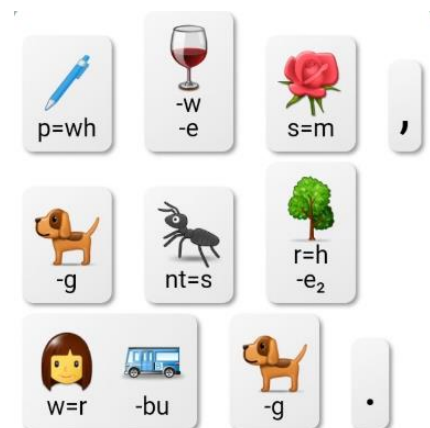 p=wh -w -e s=m ,
-g nt=s r=h -e₂
w=r -bu -g .